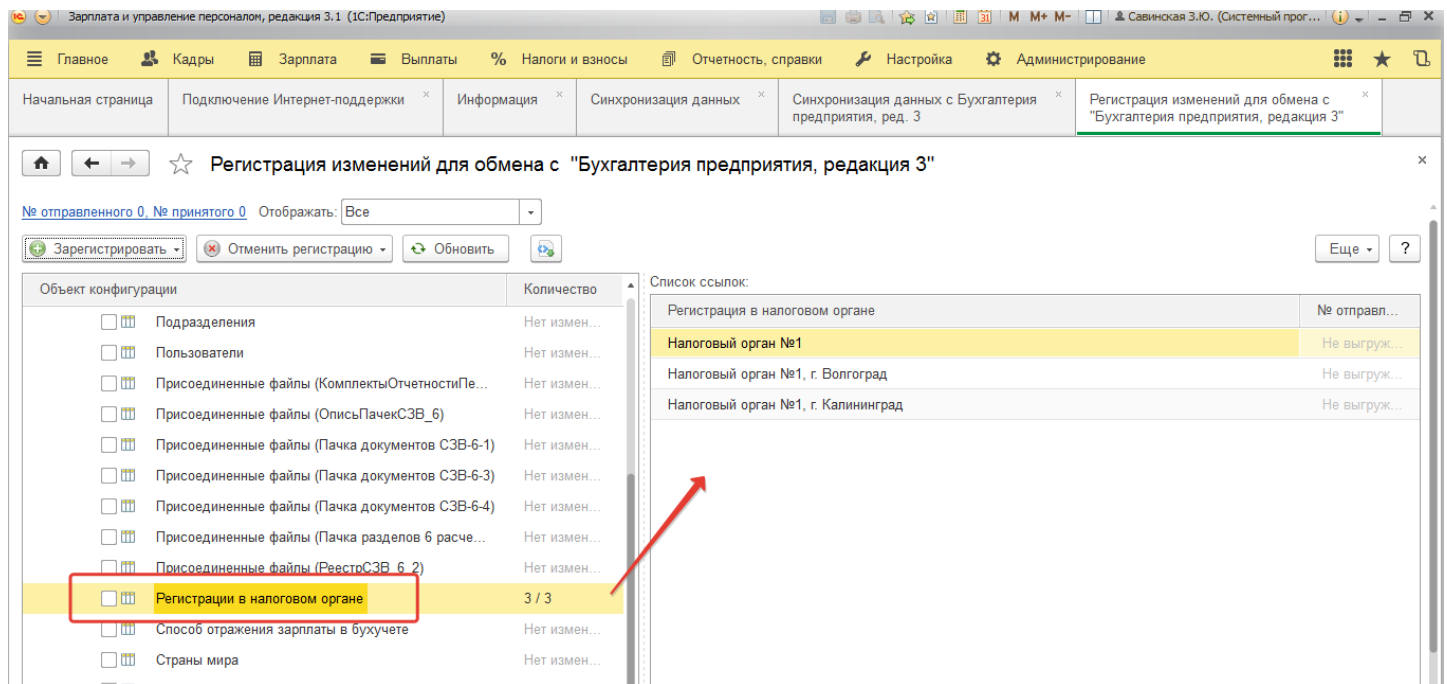 Зарплата и управление персоналом, редакция 3.1 (1С:Предприятие)
M M+ M-
Савинская З.Ю. (Системный прог...
Главное Кадры Зарплата Выплаты % Налоги и взносы Отчетность, справки Настройка Администрирование
Начальная страница
Подключение Интернет-поддержки
Информация
Синхронизация данных
Синхронизация данных с Бухгалтерия
предприятия, ред. 3
Регистрация изменений для обмена с
"Бухгалтерия предприятия, редакция 3"
Регистрация изменений для обмена с "Бухгалтерия предприятия, редакция 3"
№ отправленного 0, № принятого 0 Отображать: Все
Зарегистрировать Отменить регистрацию Обновить Еще ?
Объект конфигурации Количество
Подразделения Нет измен...
Пользователи Нет измен...
Присоединенные файлы (КомплектыОтчетностиПе... Нет измен...
Присоединенные файлы (ОписьПачекСЗВ_6) Нет измен...
Присоединенные файлы (Пачка документов СЗВ-6-1) Нет измен...
Присоединенные файлы (Пачка документов СЗВ-6-3) Нет измен...
Присоединенные файлы (Пачка документов СЗВ-6-4) Нет измен...
Присоединенные файлы (Пачка разделов 6 расче... Нет измен...
Присоединенные файлы (РеестрСЗВ_6_2) Нет измен...
Регистрации в налоговом органе 3 / 3
Способ отражения зарплаты в бухучете Нет измен...
Страны мира Нет измен...
Список ссылок:
Регистрация в налоговом органе № отправл...
Налоговый орган №1 Не выгруж...
Налоговый орган №1, г. Волгоград Не выгруж...
Налоговый орган №1, г. Калининград Не выгруж...